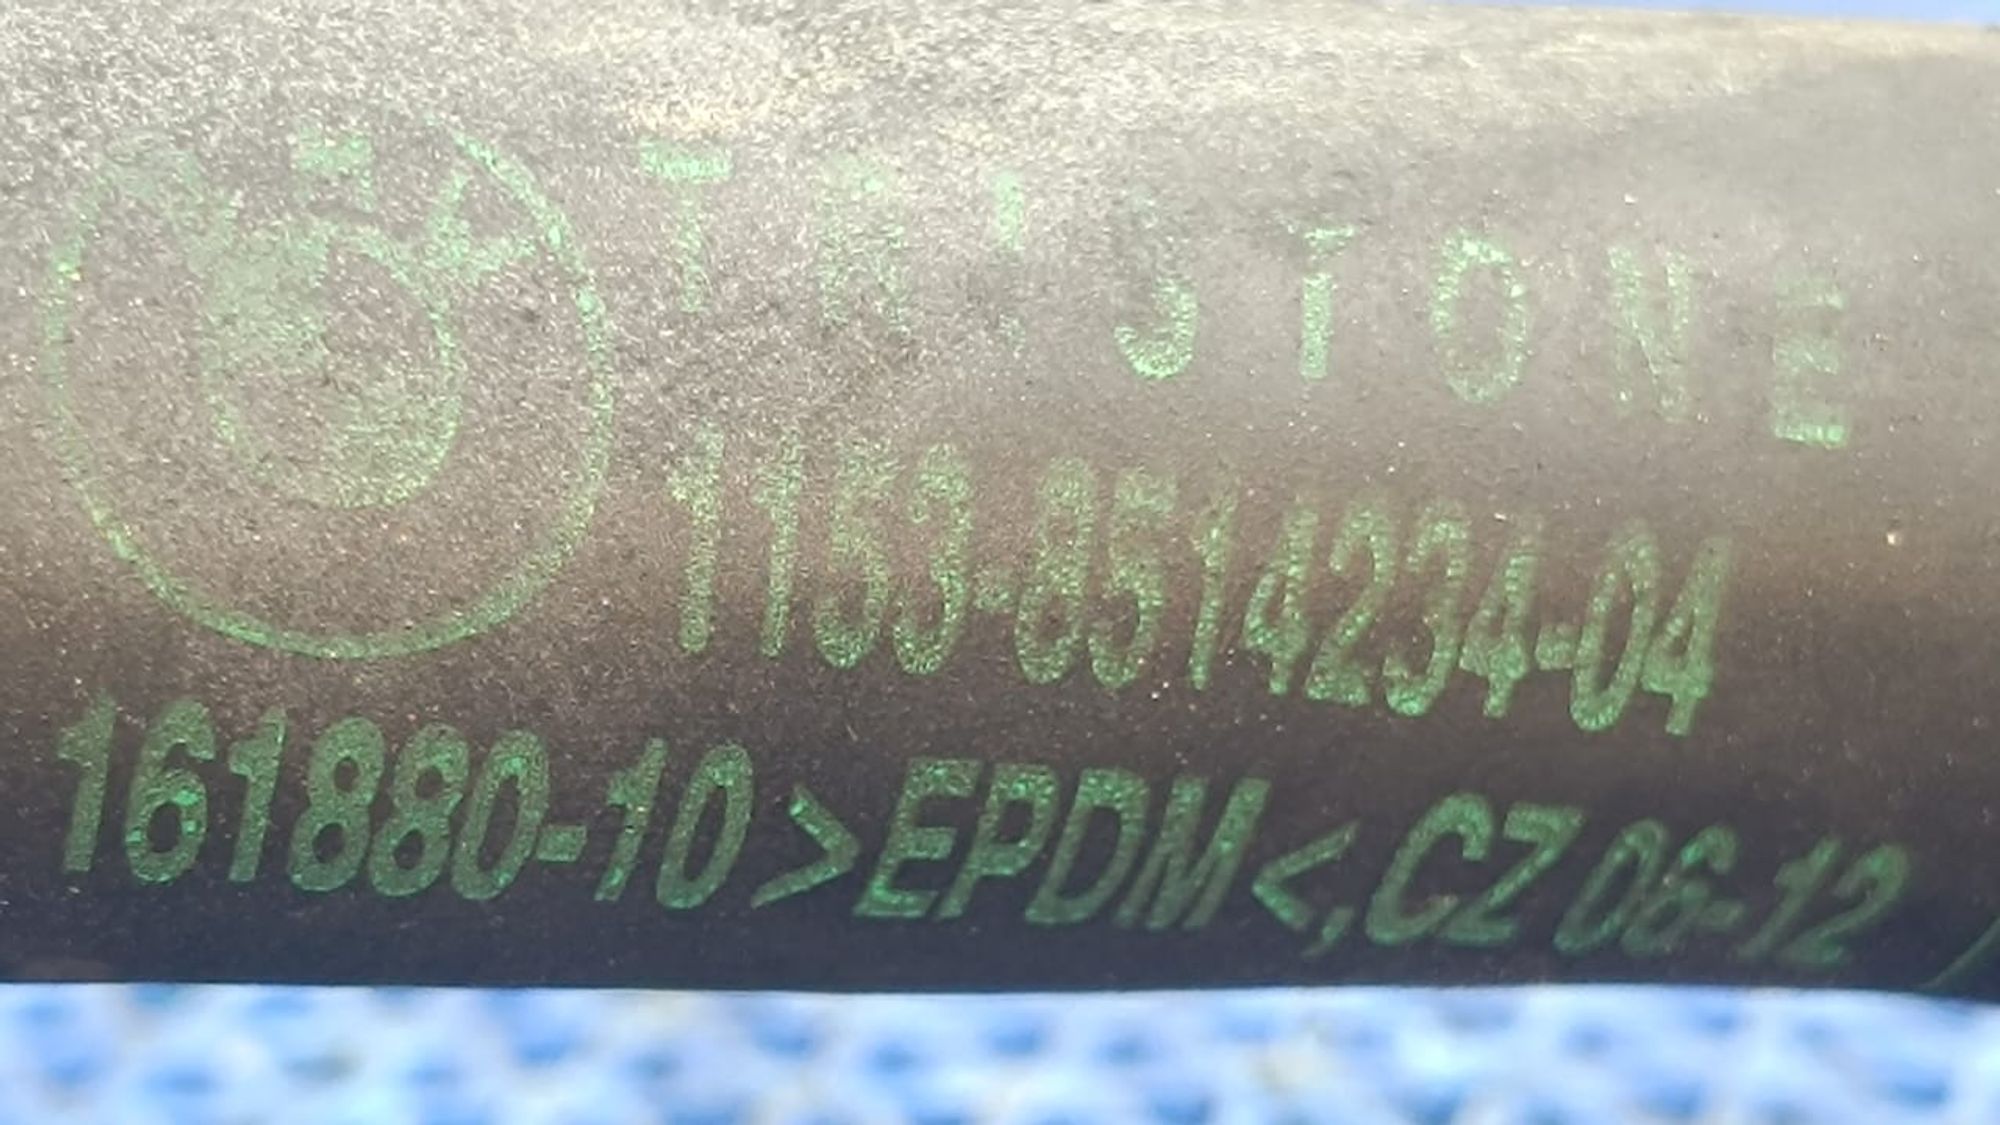 TRISTONE
1153-8514234-04
161880-10 >EPDM<, CZ 06-12